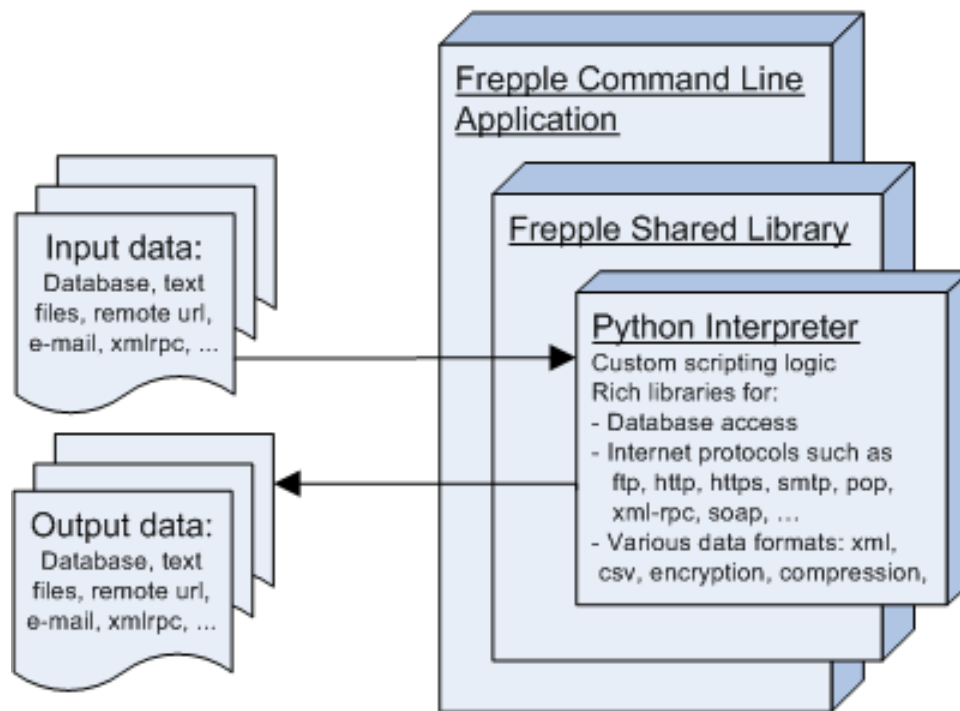 Frepple Command Line
Application
Frepple Shared Library
Input data:
Database, text
files, remote url,
e-mail, xmlrpc, ...
Python Interpreter
Custom scripting logic
Rich libraries for:
- Database access
- Internet protocols such as
ftp, http, https, smtp, pop,
xml-rpc, soap, ...
- Various data formats: xml,
csv, encryption, compression,
Output data:
Database, text
files, remote url,
e-mail, xmlrpc, ...